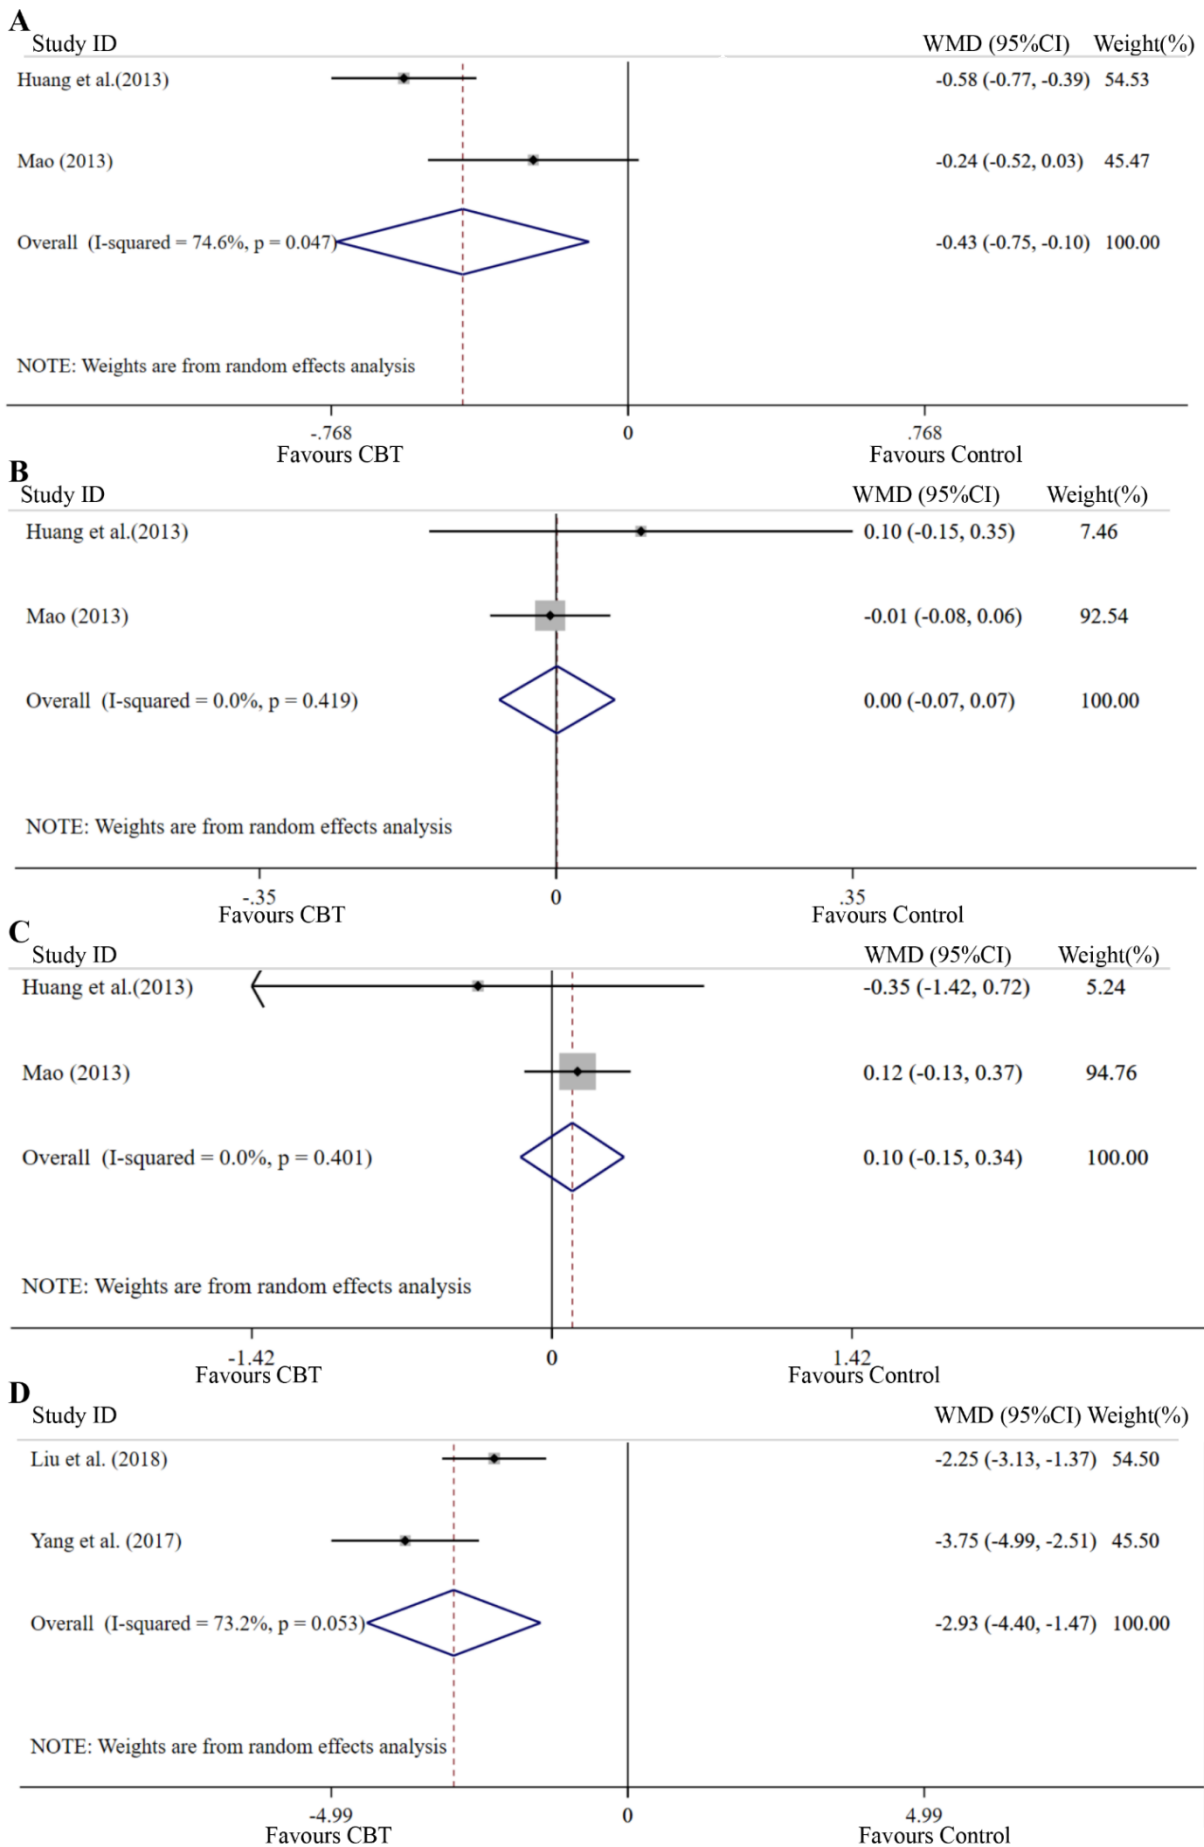 A
Study ID WMD (95%CI) Weight(%)
Huang et al.(2013) -0.58 (-0.77, -0.39) 54.53
Mao (2013) -0.24 (-0.52, 0.03) 45.47
Overall (I-squared = 74.6%, p = 0.047) -0.43 (-0.75, -0.10) 100.00
NOTE: Weights are from random effects analysis
-.768 0 .768
Favours CBT Favours Control
B
Study ID WMD (95%CI) Weight(%)
Huang et al.(2013) 0.10 (-0.15, 0.35) 7.46
Mao (2013) -0.01 (-0.08, 0.06) 92.54
Overall (I-squared = 0.0%, p = 0.419) 0.00 (-0.07, 0.07) 100.00
NOTE: Weights are from random effects analysis
-.35 0 .35
Favours CBT Favours Control
C
Study ID WMD (95%CI) Weight(%)
Huang et al.(2013) -0.35 (-1.42, 0.72) 5.24
Mao (2013) 0.12 (-0.13, 0.37) 94.76
Overall (I-squared = 0.0%, p = 0.401) 0.10 (-0.15, 0.34) 100.00
NOTE: Weights are from random effects analysis
-1.42 0 1.42
Favours CBT Favours Control
D
Study ID WMD (95%CI) Weight(%)
Liu et al. (2018) -2.25 (-3.13, -1.37) 54.50
Yang et al. (2017) -3.75 (-4.99, -2.51) 45.50
Overall (I-squared = 73.2%, p = 0.053) -2.93 (-4.40, -1.47) 100.00
NOTE: Weights are from random effects analysis
-4.99 0 4.99
Favours CBT Favours Control